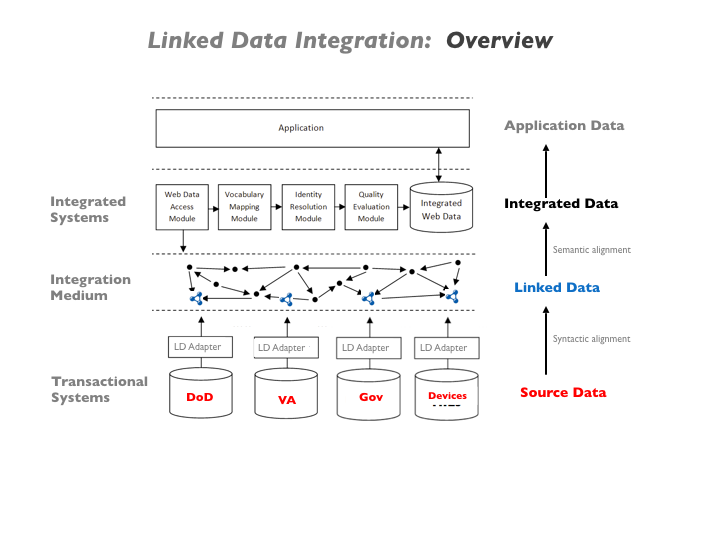 Linked Data Integration: Overview
Application
Application Data
Integrated
Systems
Web Data
Access
Module
Vocabulary
Mapping
Module
Identity
Resolution
Module
Quality
Evaluation
Module
Integrated
Web Data
Integrated Data
Semantic alignment
Integration
Medium
Linked Data
Syntactic alignment
LD Adapter
LD Adapter
LD Adapter
LD Adapter
Transactional
Systems
DoD
VA
Gov
Devices
Source Data